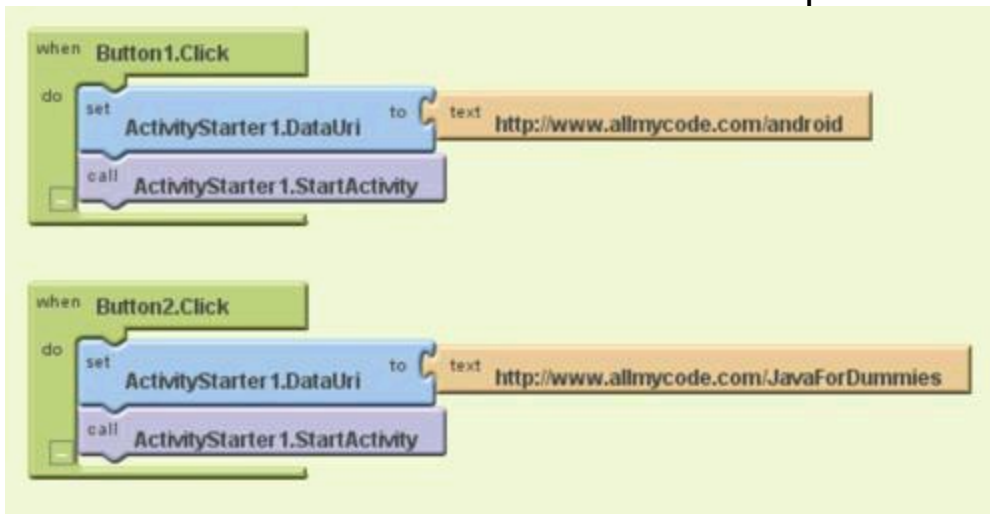 when Button1.Click
do set ActivityStarter1.DataUri to text http://www.allmycode.com/android
call ActivityStarter1.StartActivity
when Button2.Click
do set ActivityStarter1.DataUri to text http://www.allmycode.com/JavaForDummies
call ActivityStarter1.StartActivity